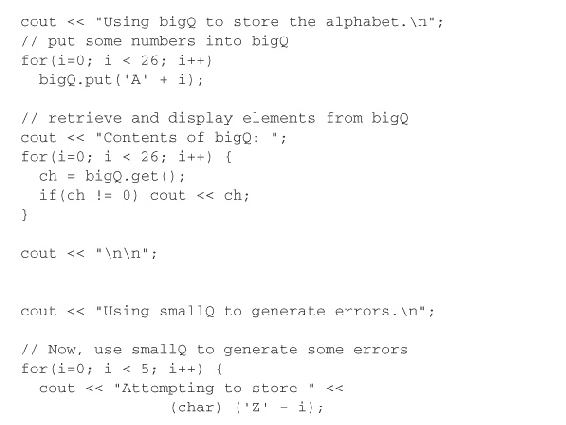 cout << "Using bigQ to store the alphabet.\n";
// put some numbers into bigQ
for(i=0; i < 26; i++)
  bigQ.put('A' + i);

// retrieve and display elements from bigQ
cout << "Contents of bigQ: ";
for(i=0; i < 26; i++) {
  ch = bigQ.get();
  if(ch != 0) cout << ch;
}

cout << "\n\n";

cout << "Using smallQ to generate errors.\n";

// Now, use smallQ to generate some errors
for(i=0; i < 5; i++) {
  cout << "Attempting to store " <<
                (char) ('Z' - i);